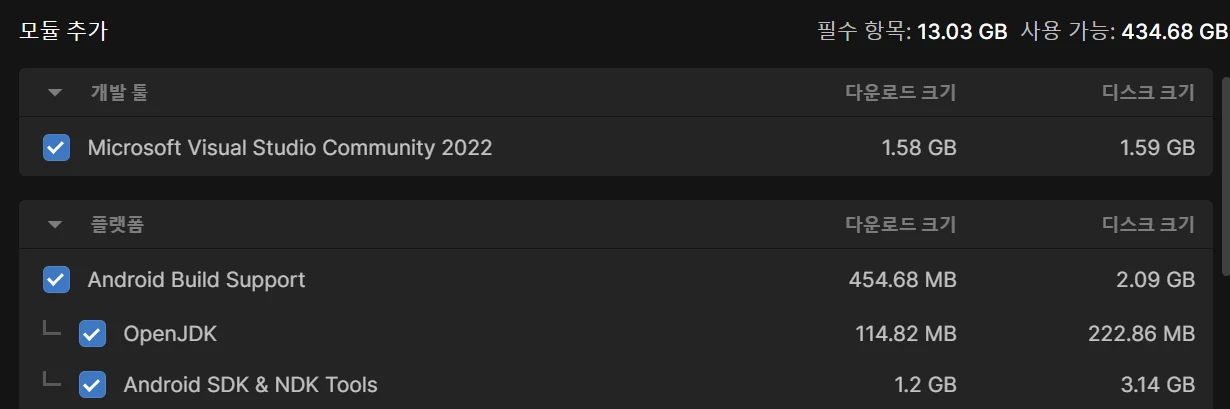 모듈 추가 필수 항목: 13.03 GB 사용 가능: 434.68 GB
개발 툴 다운로드 크기 디스크 크기
Microsoft Visual Studio Community 2022 1.58 GB 1.59 GB
플랫폼 다운로드 크기 디스크 크기
Android Build Support 454.68 MB 2.09 GB
OpenJDK 114.82 MB 222.86 MB
Android SDK & NDK Tools 1.2 GB 3.14 GB